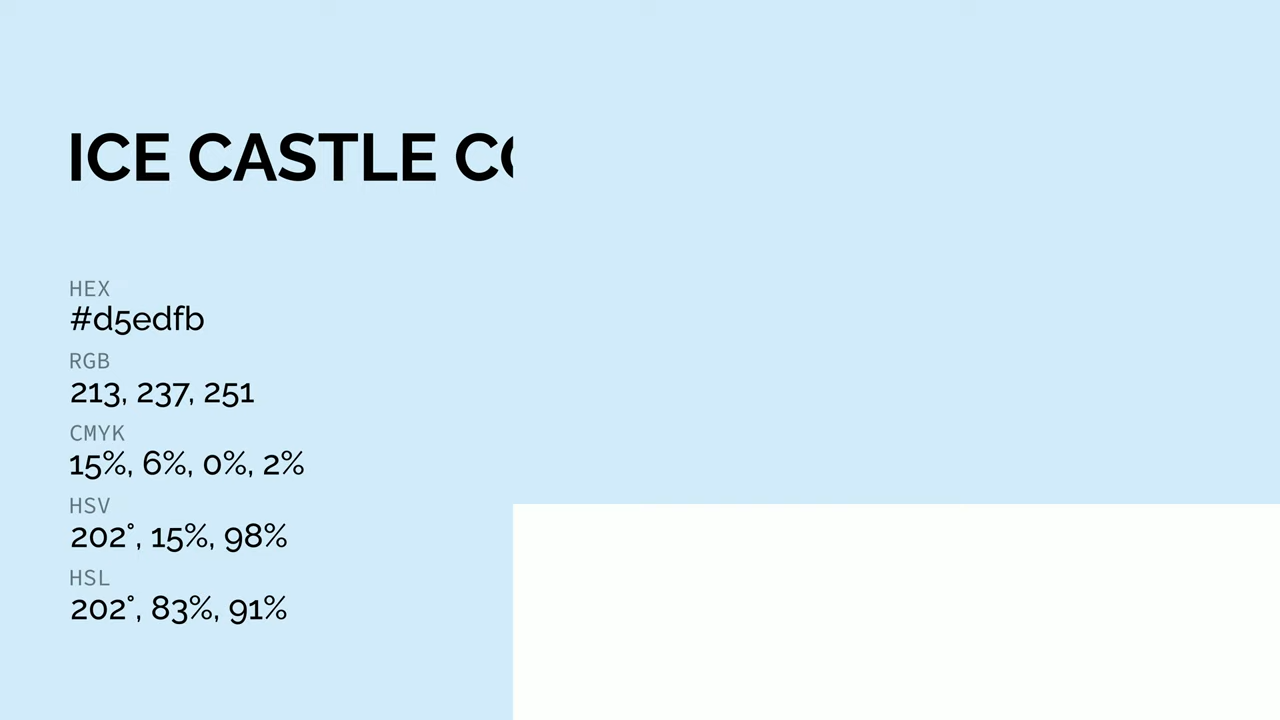 ICE CASTLE
HEX
#d5edfb
RGB
213, 237, 251
CMYK
15%, 6%, 0%, 2%
HSV
202°, 15%, 98%
HSL
202°, 83%, 91%